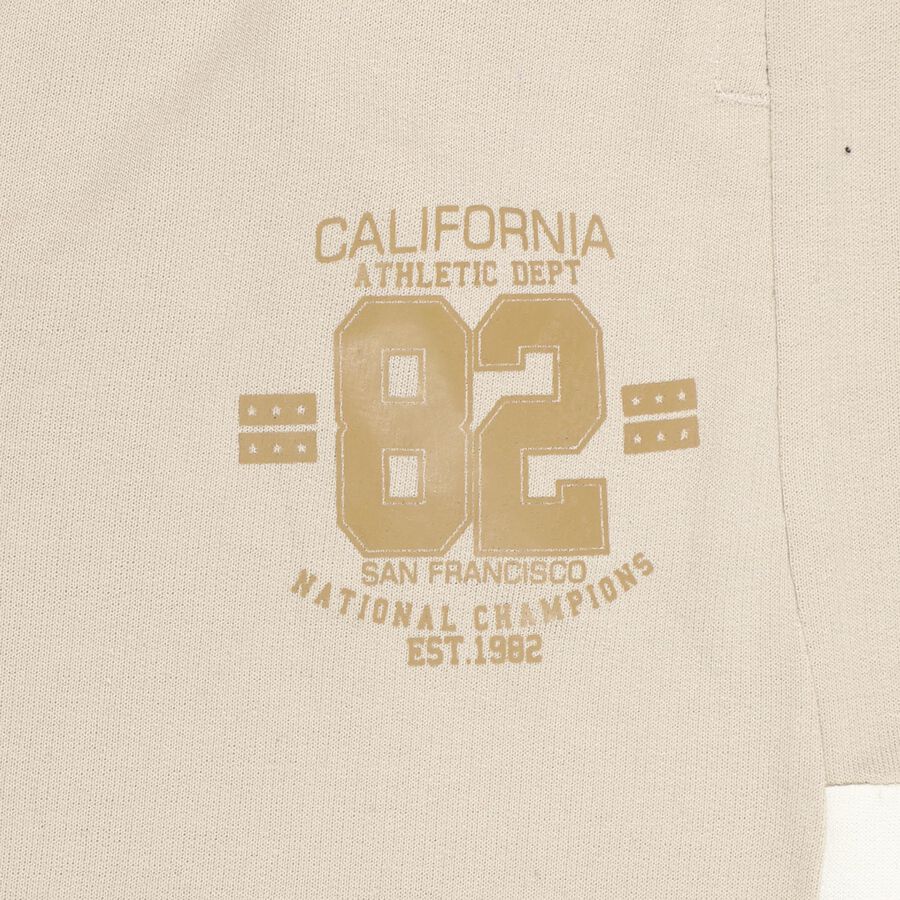 CALIFORNIA
ATHLETIC DEPT
82
SAN FRANCISCO
NATIONAL CHAMPIONS
EST.1982